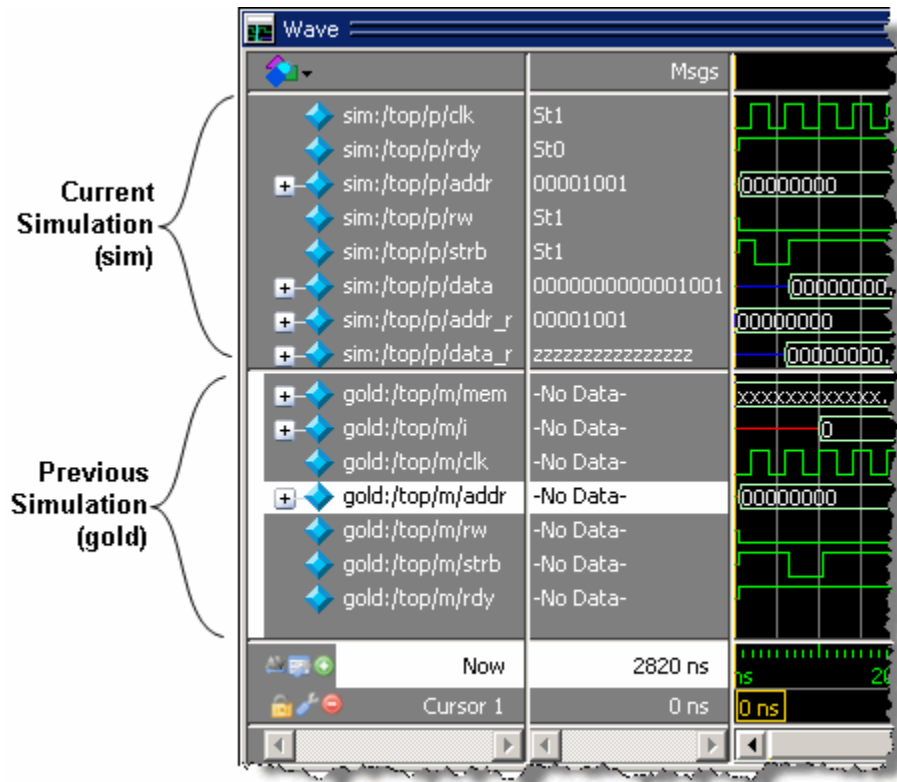 Wave
Msgs
Current
Simulation
(sim)
sim:/top/p/clk St1
sim:/top/p/rdy St0
sim:/top/p/addr 00001001 00000000
sim:/top/p/rw St1
sim:/top/p/strb St1
sim:/top/p/data 0000000000001001 00000000
sim:/top/p/addr_r 00001001 00000000
sim:/top/p/data_r zzzzzzzzzzzzzzzz 00000000
Previous
Simulation
(gold)
gold:/top/m/mem -No Data- xxxxxxxxxxxxx
gold:/top/m/i -No Data- 0
gold:/top/m/clk -No Data-
gold:/top/m/addr -No Data- 00000000
gold:/top/m/rw -No Data-
gold:/top/m/strb -No Data-
gold:/top/m/rdy -No Data-
Now 2820 ns ns
Cursor 1 0 ns 0 ns